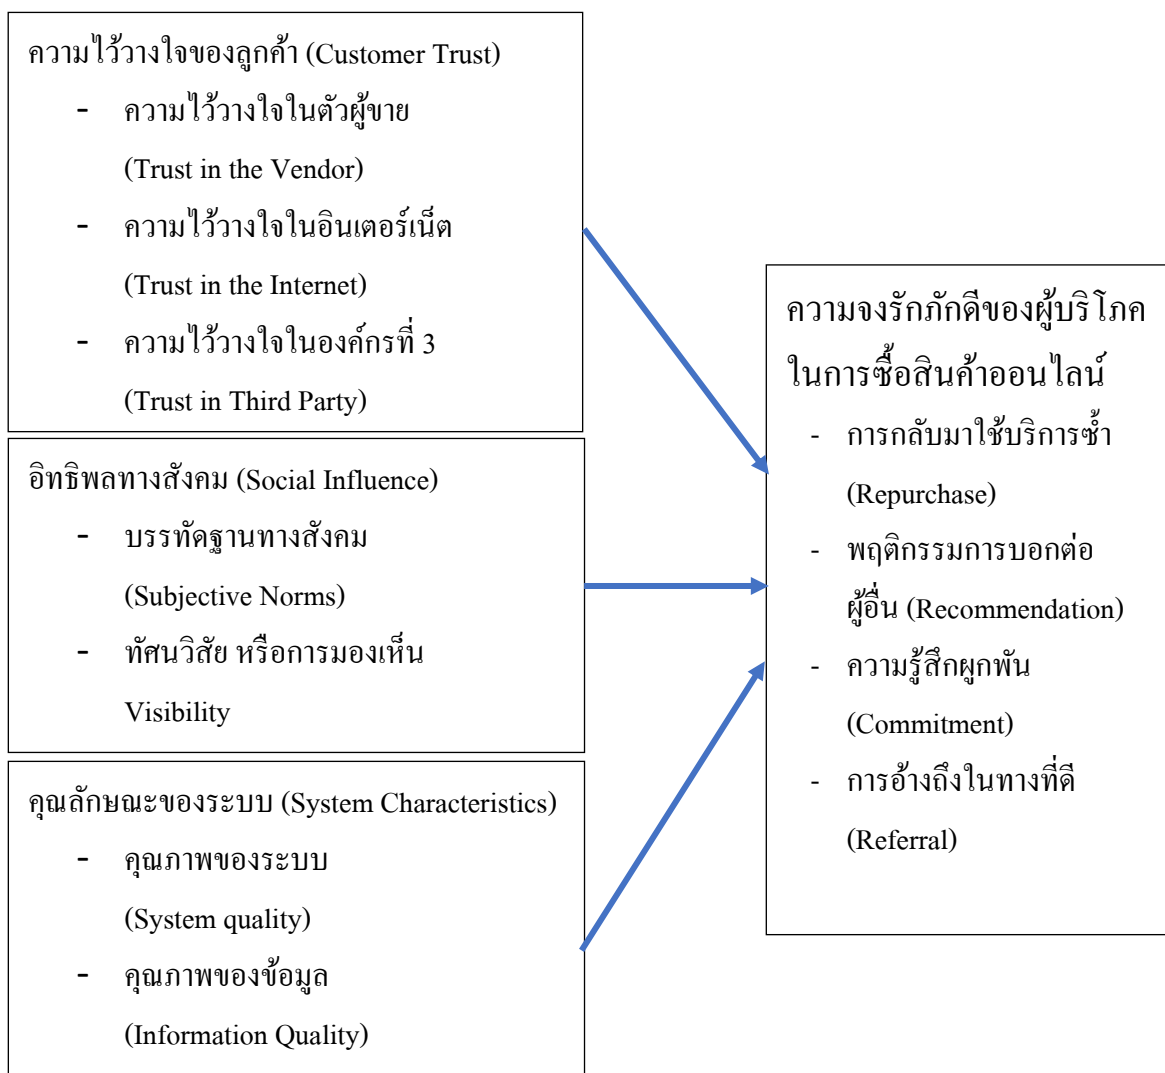 ความไว้วางใจของลูกค้า (Customer Trust)
- ความไว้วางใจในตัวผู้ขาย
(Trust in the Vendor)
- ความไว้วางใจในอินเตอร์เน็ต
(Trust in the Internet)
- ความไว้วางใจในองค์กรที่ 3
(Trust in Third Party)
อิทธิพลทางสังคม (Social Influence)
- บรรทัดฐานทางสังคม
(Subjective Norms)
- ทัศนวิสัย หรือการมองเห็น
Visibility
คุณลักษณะของระบบ (System Characteristics)
- คุณภาพของระบบ
(System quality)
- คุณภาพของข้อมูล
(Information Quality)
ความจงรักภักดีของผู้บริโภค
ในการซื้อสินค้าออนไลน์
- การกลับมาใช้บริการซ้ำ
(Repurchase)
- พฤติกรรมการบอกต่อ
ผู้อื่น (Recommendation)
- ความรู้สึกผูกพัน
(Commitment)
- การอ้างถึงในทางที่ดี
(Referral)